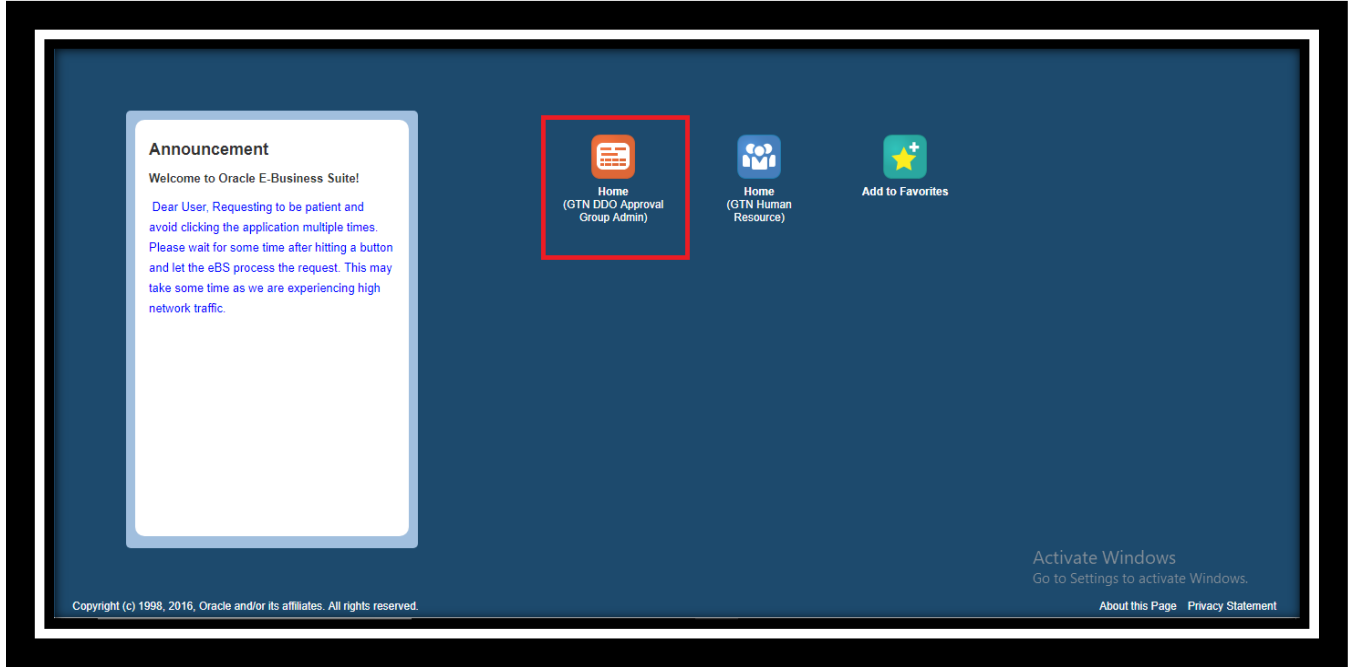 Announcement
Welcome to Oracle E-Business Suite!
Dear User, Requesting to be patient and
avoid clicking the application multiple times.
Please wait for some time after hitting a button
and let the eBS process the request. This may
take some time as we are experiencing high
network traffic.
Home
(GTN DDO Approval
Group Admin)
Home
(GTN Human
Resource)
Add to Favorites
Activate Windows
Go to Settings to activate Windows.
Copyright (c) 1998, 2016, Oracle and/or its affiliates. All rights reserved.
About this Page Privacy Statement